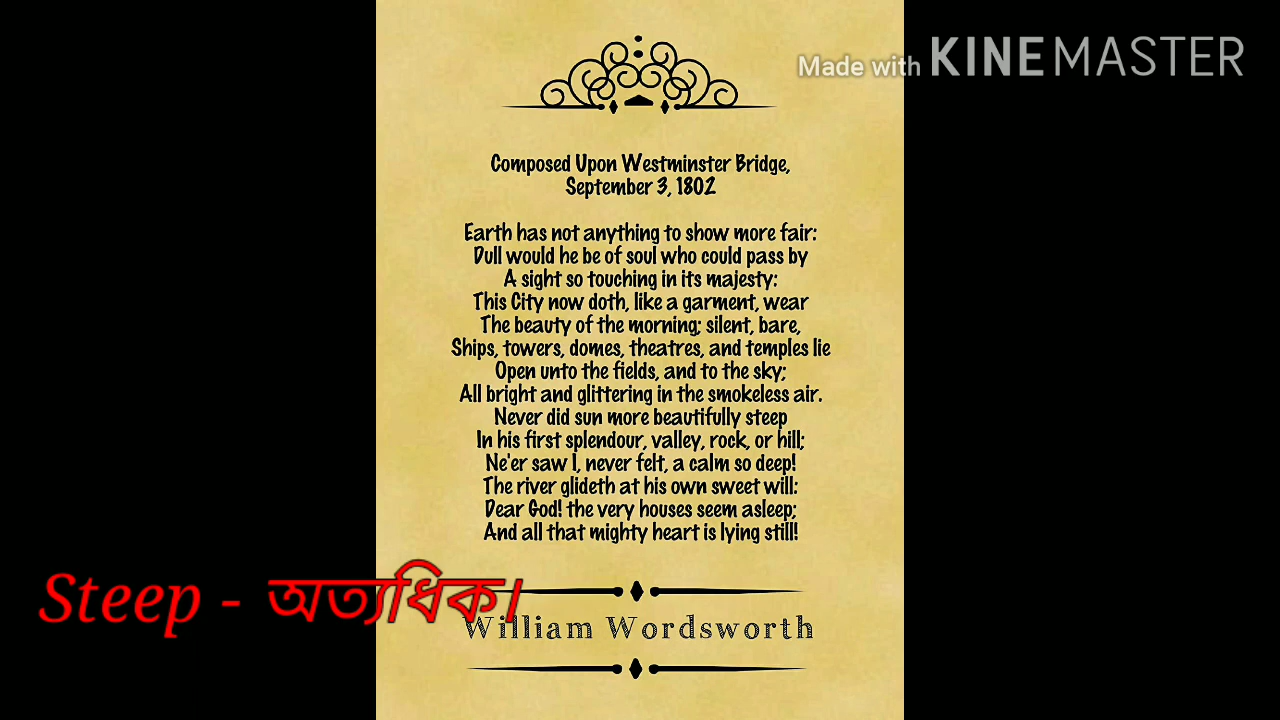 Made with KINEMASTER
Composed Upon Westminster Bridge,
September 3, 1802
Earth has not anything to show more fair:
Dull would he be of soul who could pass by
A sight so touching in its majesty:
This City now doth, like a garment, wear
The beauty of the morning; silent, bare,
Ships, towers, domes, theatres, and temples lie
Open unto the fields, and to the sky;
All bright and glittering in the smokeless air.
Never did sun more beautifully steep
In his first splendour, valley, rock, or hill;
Ne'er saw I, never felt, a calm so deep!
The river glideth at his own sweet will:
Dear God! the very houses seem asleep;
And all that mighty heart is lying still!
Steep - অত্যধিক।
William Wordsworth